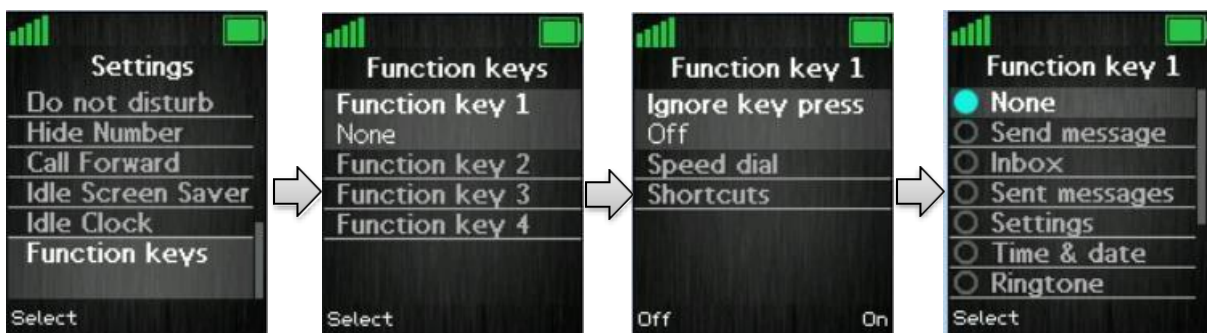 Settings
Do not disturb
Hide Number
Call Forward
Idle Screen Saver
Idle Clock
Function keys
Select
Function keys
Function key 1
None
Function key 2
Function key 3
Function key 4
Select
Function key 1
Ignore key press
Off
Speed dial
Shortcuts
Off On
Function key 1
None
Send message
Inbox
Sent messages
Settings
Time & date
Ringtone
Select